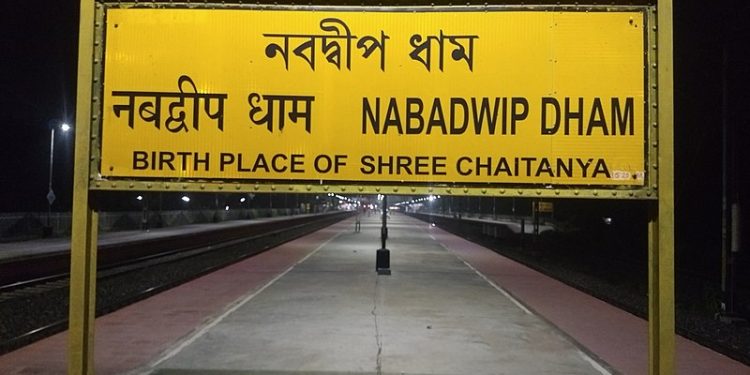 নবদ্বীপ ধাম
नबद्वीप धाम NABADWIP DHAM
BIRTH PLACE OF SHREE CHAITANYA